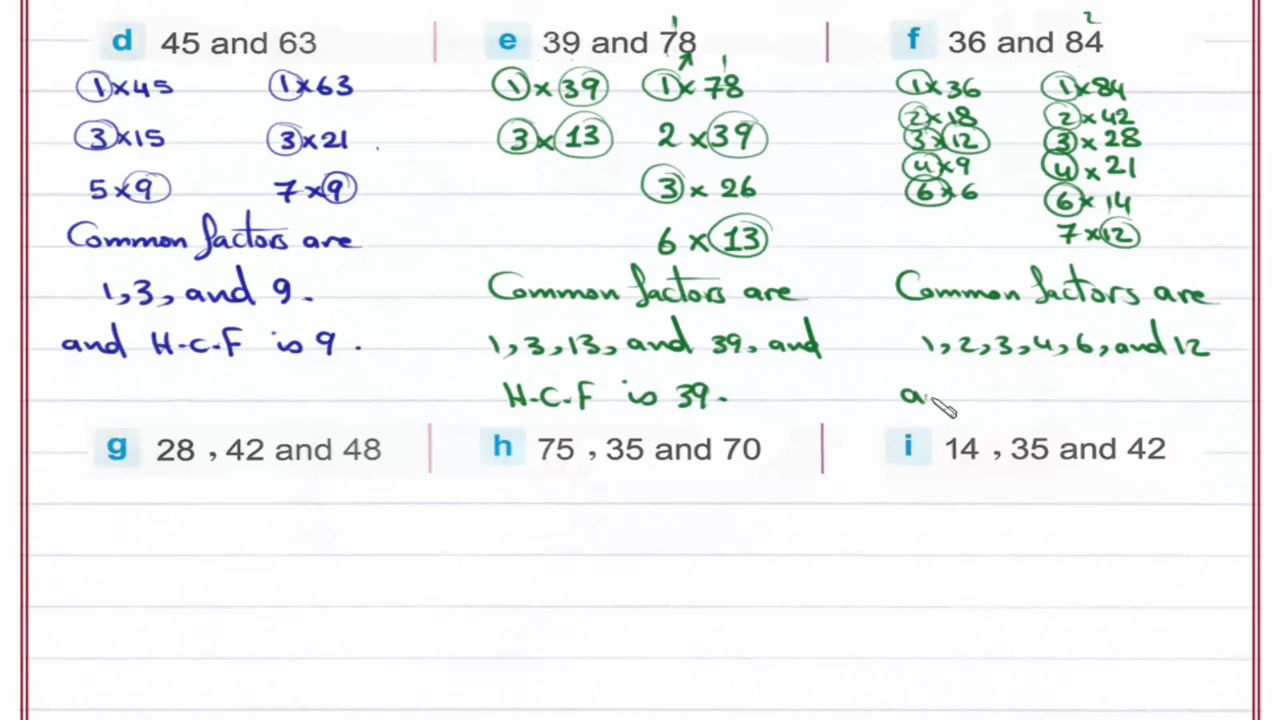 d 45 and 63
1×45 1×63
3×15 3×21
5×9 7×9
Common factors are
1,3, and 9.
and H.C.F is 9.
e 39 and 78
1
1
1×39 1×78
3×13 2×39
3×26
6×13
Common factors are
1,3,13, and 39, and
H.C.F is 39.
f 36 and 84
2
1×36 1×84
2×18 2×42
3×12 3×28
4×9 4×21
6×6 6×14
7×12
Common factors are
1,2,3,4,6, and 12
a
g 28 , 42 and 48
h 75 , 35 and 70
i 14 , 35 and 42